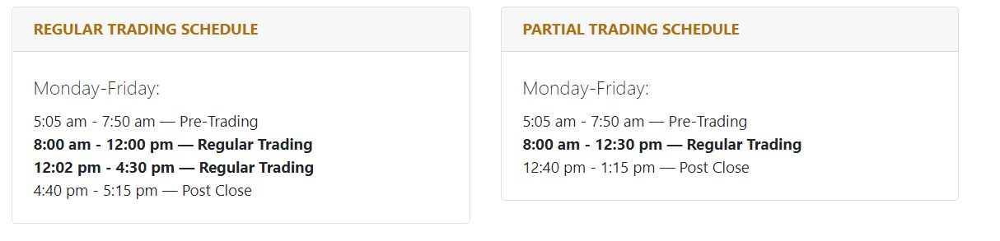 REGULAR TRADING SCHEDULE
Monday-Friday:
5:05 am - 7:50 am — Pre-Trading
8:00 am - 12:00 pm — Regular Trading
12:02 pm - 4:30 pm — Regular Trading
4:40 pm - 5:15 pm — Post Close
PARTIAL TRADING SCHEDULE
Monday-Friday:
5:05 am - 7:50 am — Pre-Trading
8:00 am - 12:30 pm — Regular Trading
12:40 pm - 1:15 pm — Post Close